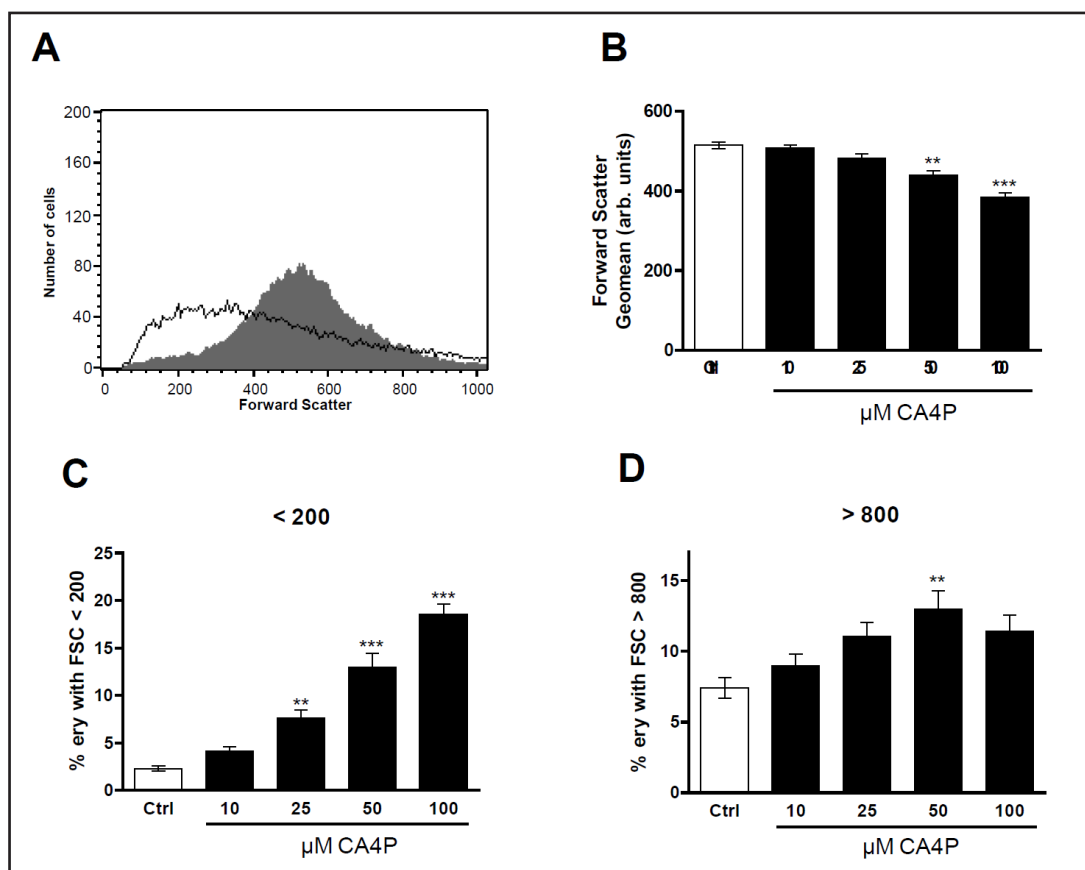 A
200
160
120
80
40
0
Number of cells
0 200 400 600 800 1000
Forward Scatter
B
600
400
200
0
Forward Scatter
Geomean (arb. units)
**
***
10 25 50 100
µM CA4P
C
< 200
25
20
15
10
5
0
% ery with FSC < 200
**
***
***
Ctrl 10 25 50 100
µM CA4P
D
> 800
15
10
5
0
% ery with FSC > 800
**
Ctrl 10 25 50 100
µM CA4P